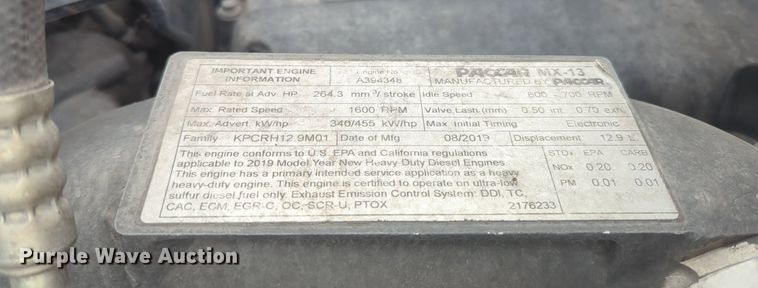 IMPORTANT ENGINE INFORMATION
Engine No. A394348
PACCAR MX-13
MANUFACTURED BY PACCAR
Fuel Rate at Adv. HP 264.3 mm³/stroke Idle Speed 600 700 RPM
Max. Rated Speed 1600 RPM Valve Lash (mm) 0.50 int. 0.70 exh.
Max. Advert. kW/hp 340/455 kW/hp Max. Initial Timing Electronic
Family KPCRH12.9M01 Date of Mfg 08/2019 Displacement 12.9 L
This engine conforms to U.S. EPA and California regulations
applicable to 2019 Model Year New Heavy-Duty Diesel Engines.
This engine has a primary intended service application as a heavy
heavy-duty engine. This engine is certified to operate on ultra-low
sulfur diesel fuel only. Exhaust Emission Control System: DDI, TC,
CAC, ECM, EGR-C, OC, SCR-U, PTOX 2176233
STDs EPA CARB
NOx 0.20 0.20
PM 0.01 0.01
Purple Wave Auction